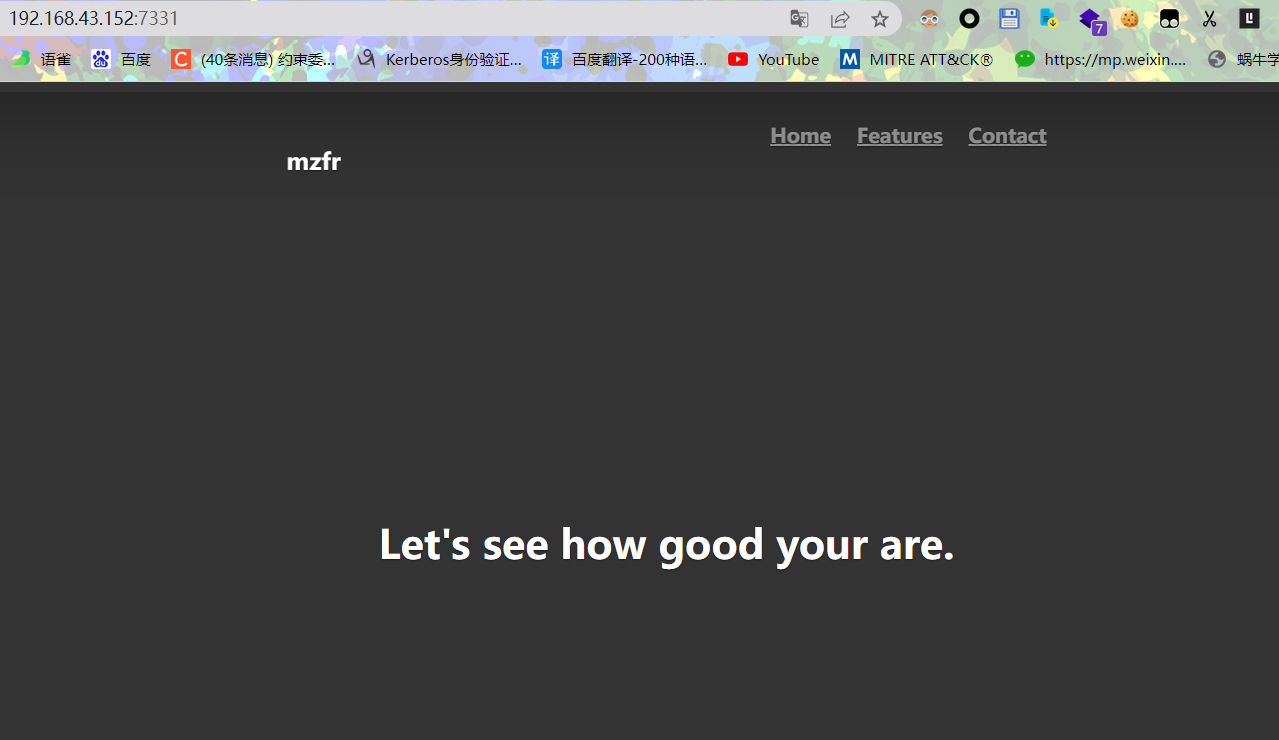 192.168.43.152:7331
7
语雀 百度 (40条消息) 约束委... Kerberos身份验证... 百度翻译-200种语... YouTube MITRE ATT&CK® https://mp.weixin.... 蜗牛学
Home Features Contact
mzfr
Let's see how good your are.